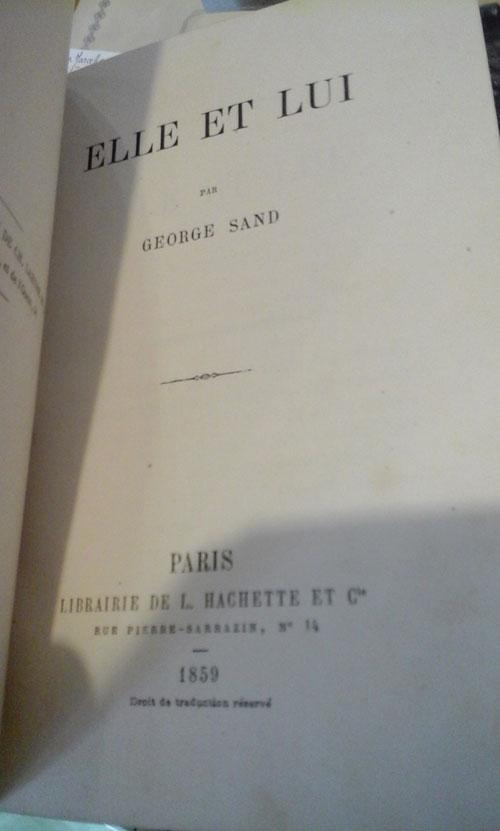 ELLE ET LUI
PAR
GEORGE SAND
PARIS
LIBRAIRIE DE L. HACHETTE ET Cie
RUE PIERRE-SARRAZIN, N° 14
1859
Droit de traduction réservé